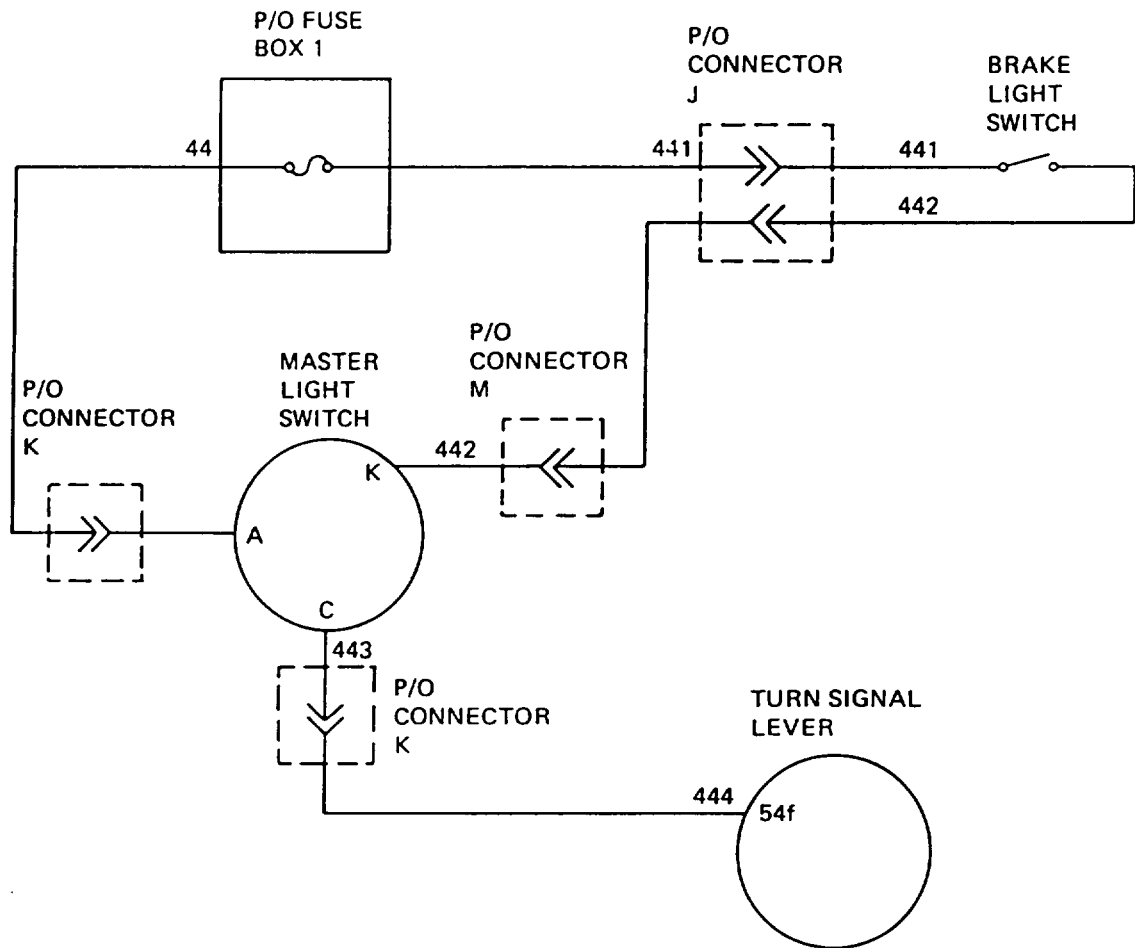 P/O FUSE
BOX 1
P/O
CONNECTOR
J
BRAKE
LIGHT
SWITCH
44
441
441
442
P/O
CONNECTOR
M
MASTER
LIGHT
SWITCH
P/O
CONNECTOR
K
442
K
A
C
443
P/O
CONNECTOR
K
TURN SIGNAL
LEVER
444
54f